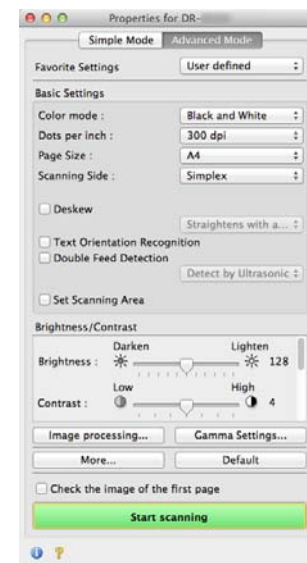 Properties for DR-
Simple Mode Advanced Mode
Favorite Settings User defined
Basic Settings
Color mode : Black and White
Dots per inch : 300 dpi
Page Size : A4
Scanning Side : Simplex
Deskew
Straightens with a...
Text Orientation Recognition
Double Feed Detection
Detect by Ultrasonic
Set Scanning Area
Brightness/Contrast
Darken Lighten
Brightness : 128
Low High
Contrast : 4
Image processing... Gamma Settings...
More... Default
Check the image of the first page
Start scanning